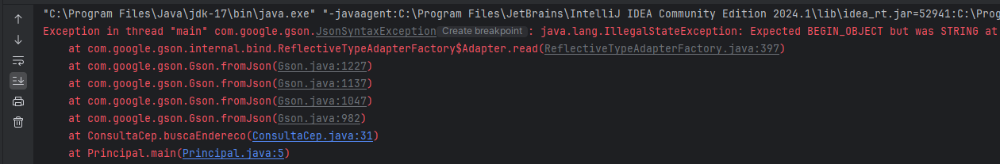 "C:\Program Files\Java\jdk-17\bin\java.exe" "-javaagent:C:\Program Files\JetBrains\IntelliJ IDEA Community Edition 2024.1\lib\idea_rt.jar=52941:C:\Pro
Exception in thread "main" com.google.gson.JsonSyntaxException Create breakpoint : java.lang.IllegalStateException: Expected BEGIN_OBJECT but was STRING at
at com.google.gson.internal.bind.ReflectiveTypeAdapterFactory$Adapter.read(ReflectiveTypeAdapterFactory.java:397)
at com.google.gson.Gson.fromJson(Gson.java:1227)
at com.google.gson.Gson.fromJson(Gson.java:1137)
at com.google.gson.Gson.fromJson(Gson.java:1047)
at com.google.gson.Gson.fromJson(Gson.java:982)
at ConsultaCep.buscaEndereco(ConsultaCep.java:31)
at Principal.main(Principal.java:5)